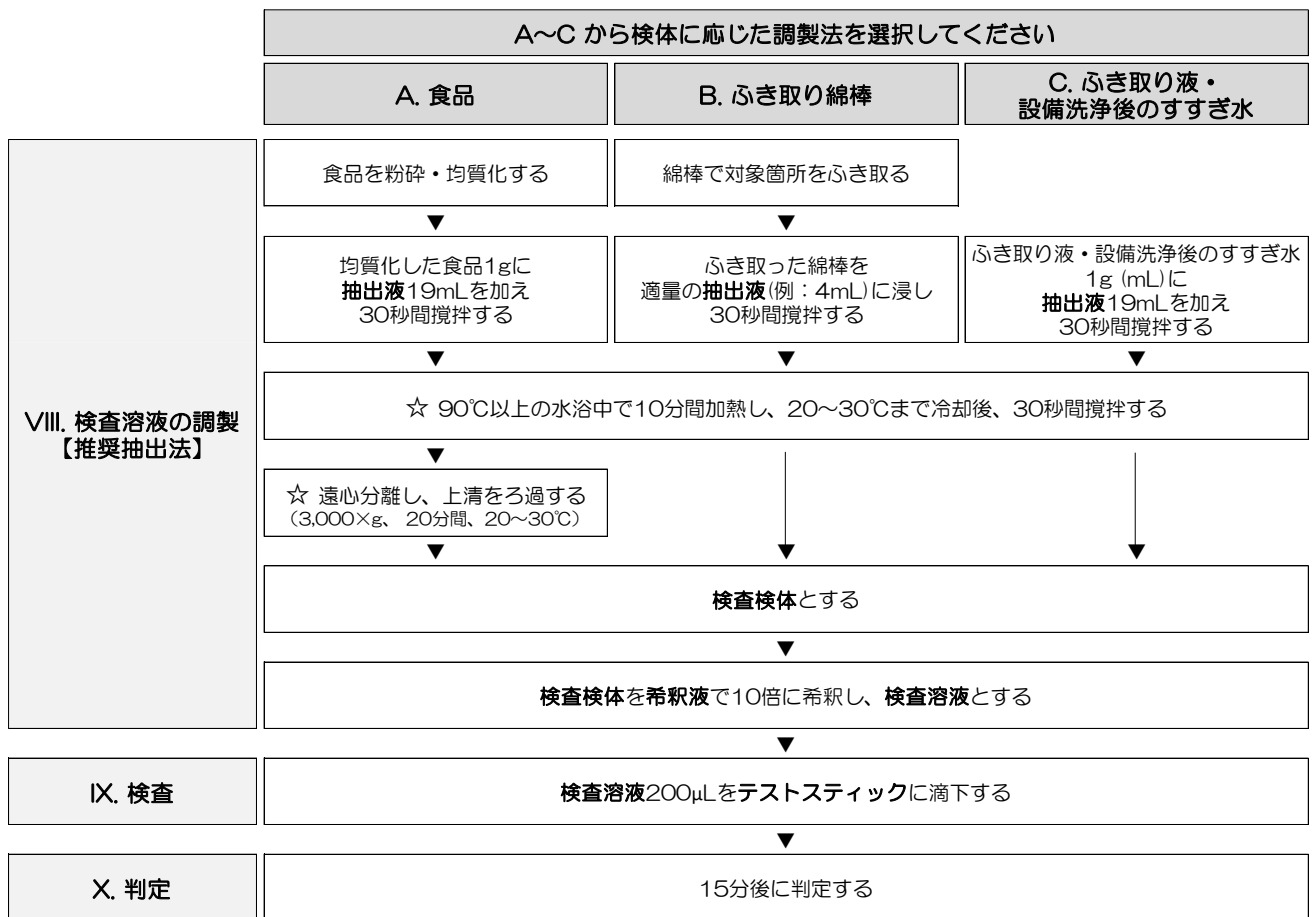 A～C から検体に応じた調製法を選択してください
A. 食品
B. ふき取り綿棒
C. ふき取り液・
設備洗浄後のすすぎ水
VIII. 検査溶液の調製
【推奨抽出法】
食品を粉砕・均質化する
綿棒で対象箇所をふき取る
▼
▼
均質化した食品1gに
抽出液19mLを加え
30秒間撹拌する
ふき取った綿棒を
適量の抽出液(例：4mL)に浸し
30秒間撹拌する
ふき取り液・設備洗浄後のすすぎ水
1g (mL)に
抽出液19mLを加え
30秒間撹拌する
▼
▼
▼
☆ 90℃以上の水浴中で10分間加熱し、20～30℃まで冷却後、30秒間撹拌する
▼
☆ 遠心分離し、上清をろ過する
（3,000×g、 20分間、20～30℃）
▼
▼
▼
検査検体とする
▼
検査検体を希釈液で10倍に希釈し、検査溶液とする
▼
IX. 検査
検査溶液200μLをテストスティックに滴下する
▼
X. 判定
15分後に判定する